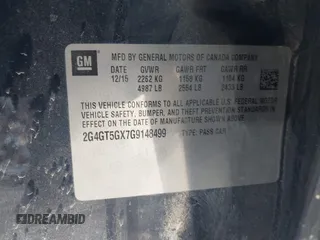 GM
MFD BY GENERAL MOTORS OF CANADA COMPANY
DATE GVWR GAWR FRT GAWR RR
12/15 2262 KG 1158 KG 1104 KG
4987 LB 2554 LB 2433 LB
THIS VEHICLE CONFORMS TO ALL APPLICABLE U.S. FEDERAL MOTOR
VEHICLE SAFETY, BUMPER, AND THEFT PREVENTION STANDARDS
IN EFFECT ON THE DATE OF MANUFACTURE SHOWN ABOVE.
2G4GT5GX7G9148499 TYPE: PASS CAR
DREAMBID